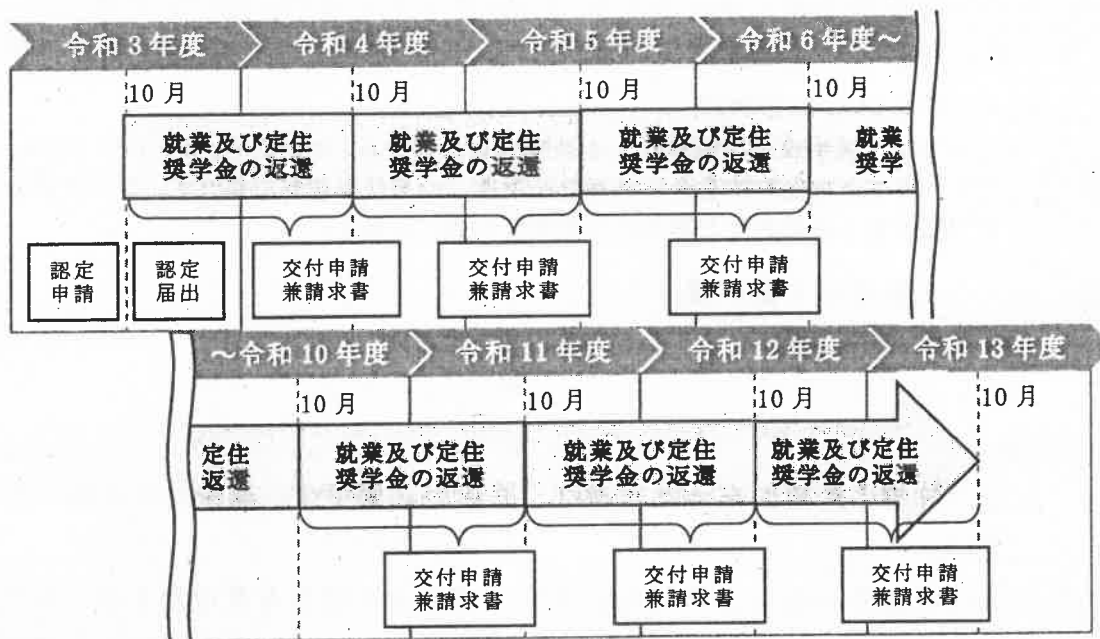 令和3年度
令和4年度
令和5年度
令和6年度～
10月
10月
10月
10月
就業及び定住
奨学金の返還
就業及び定住
奨学金の返還
就業及び定住
奨学金の返還
就業
奨学
認定
申請
認定
届出
交付申請
兼請求書
交付申請
兼請求書
交付申請
兼請求書
～令和10年度
令和11年度
令和12年度
令和13年度
10月
10月
10月
10月
定住
返還
就業及び定住
奨学金の返還
就業及び定住
奨学金の返還
就業及び定住
奨学金の返還
交付申請
兼請求書
交付申請
兼請求書
交付申請
兼請求書